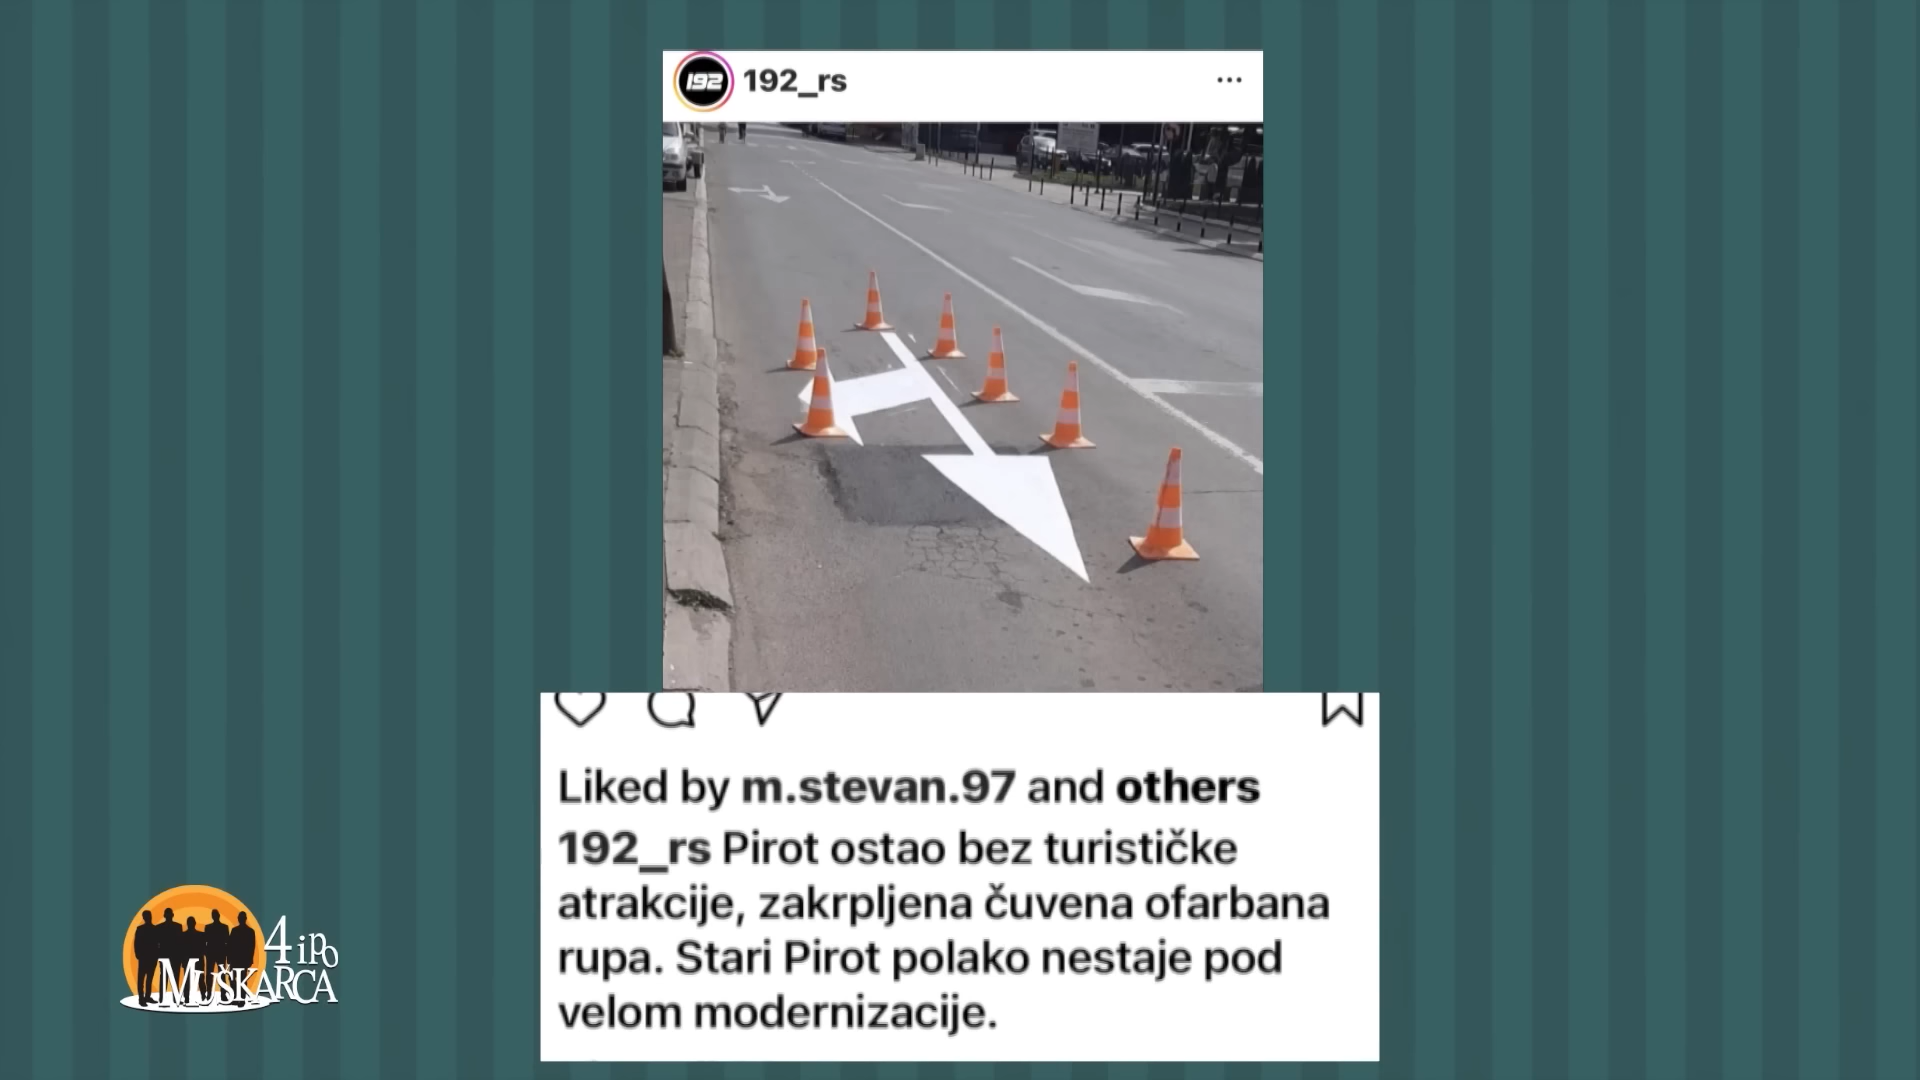 192
192_rs
Liked by m.stevan.97 and others
192_rs Pirot ostao bez turističke
atrakcije, zakrpljena čuvena ofarbana
rupa. Stari Pirot polako nestaje pod
velom modernizacije.
4 i po
Muškarca